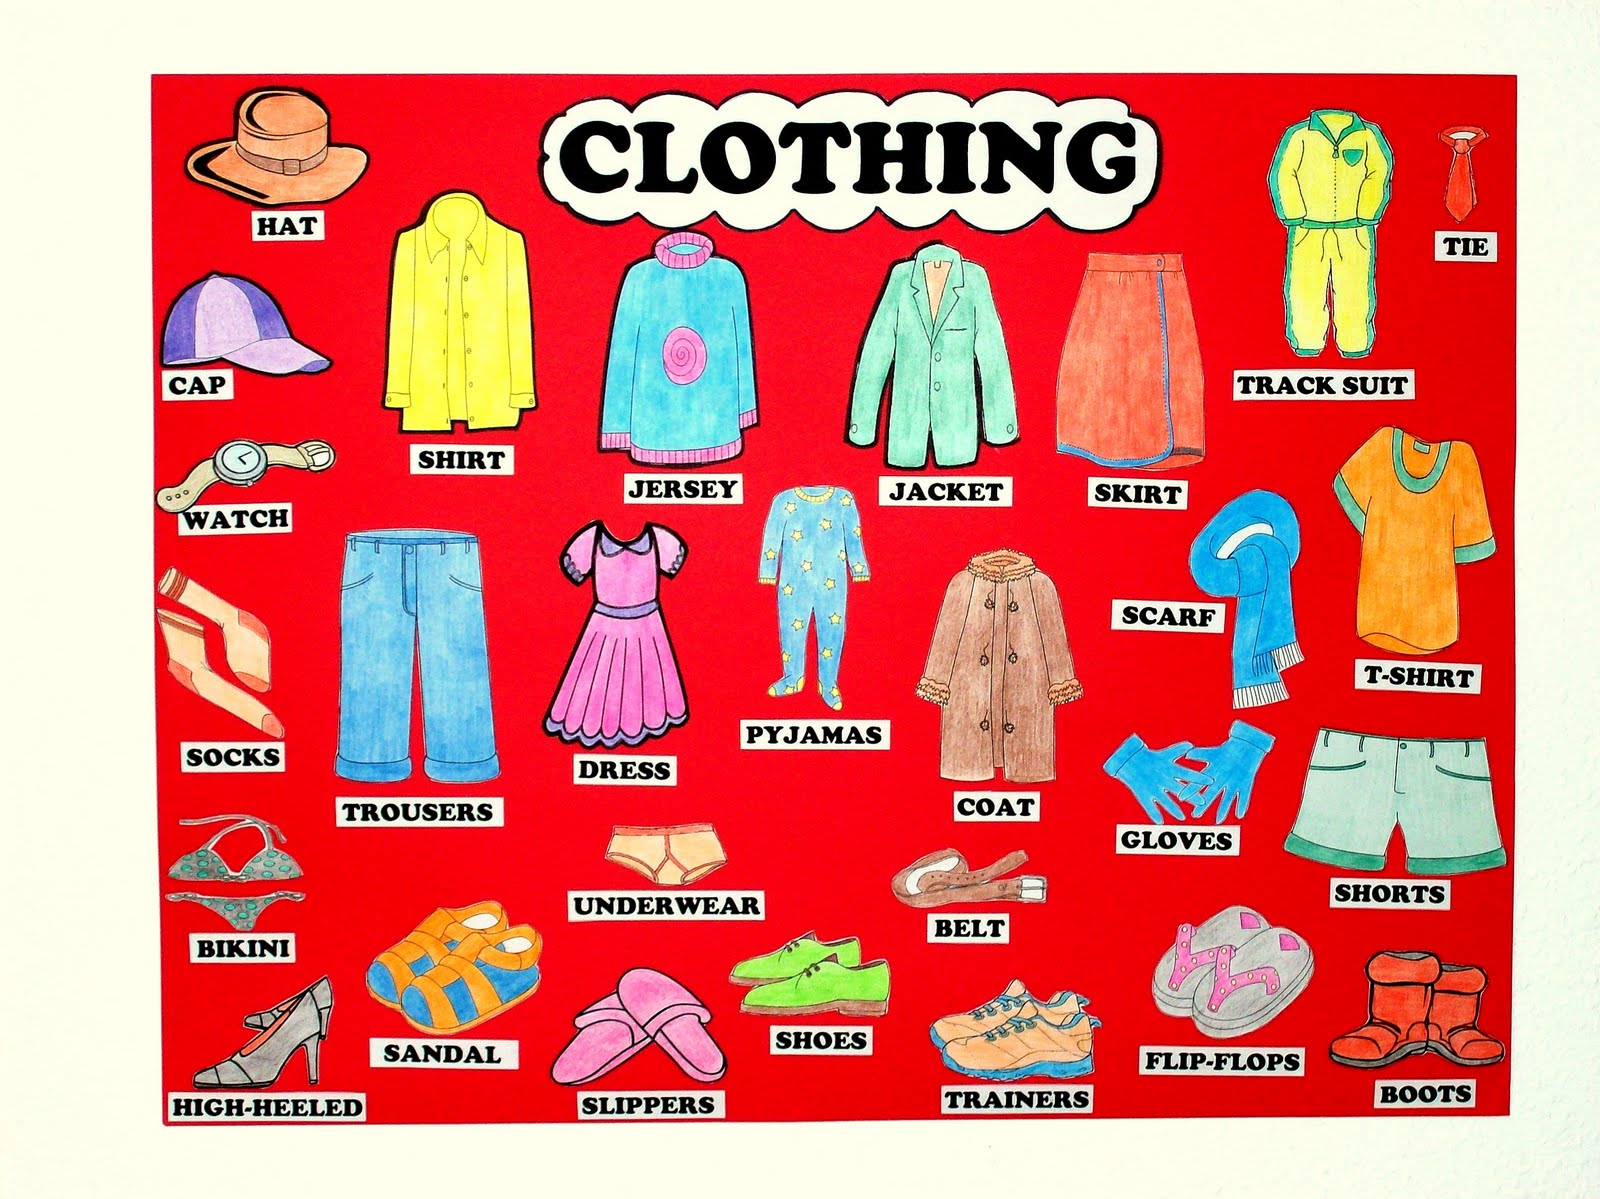 CLOTHING
HAT
TIE
CAP
TRACK SUIT
SHIRT
JERSEY
JACKET
SKIRT
WATCH
SCARF
T-SHIRT
SOCKS
TROUSERS
DRESS
PYJAMAS
COAT
GLOVES
SHORTS
UNDERWEAR
BELT
BIKINI
SANDAL
SHOES
FLIP-FLOPS
HIGH-HEELED
SLIPPERS
TRAINERS
BOOTS